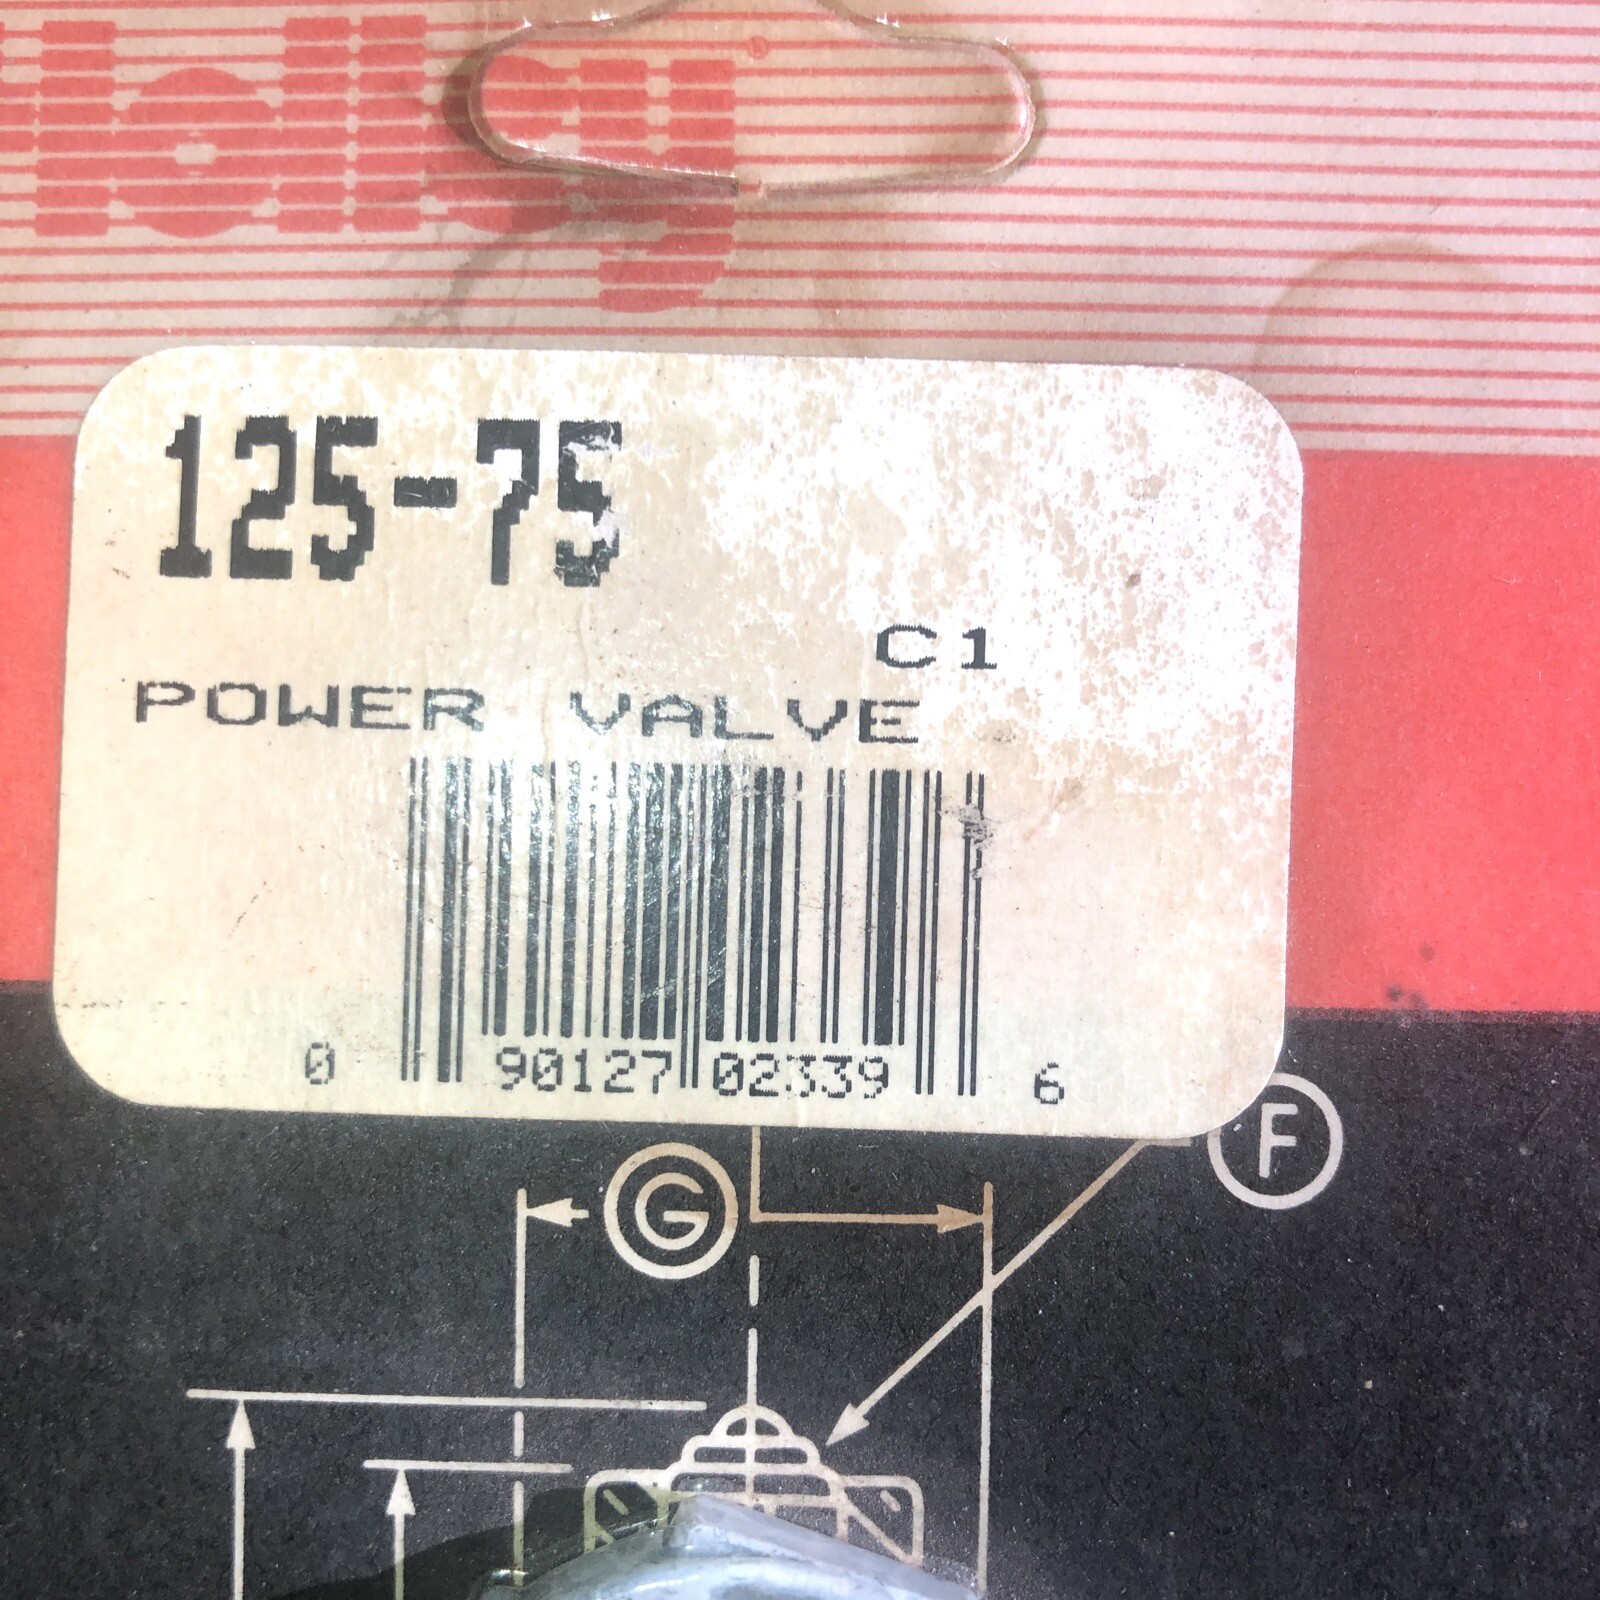 Holley
125-75
C1
POWER VALVE
0 90127 02339 6
F
G